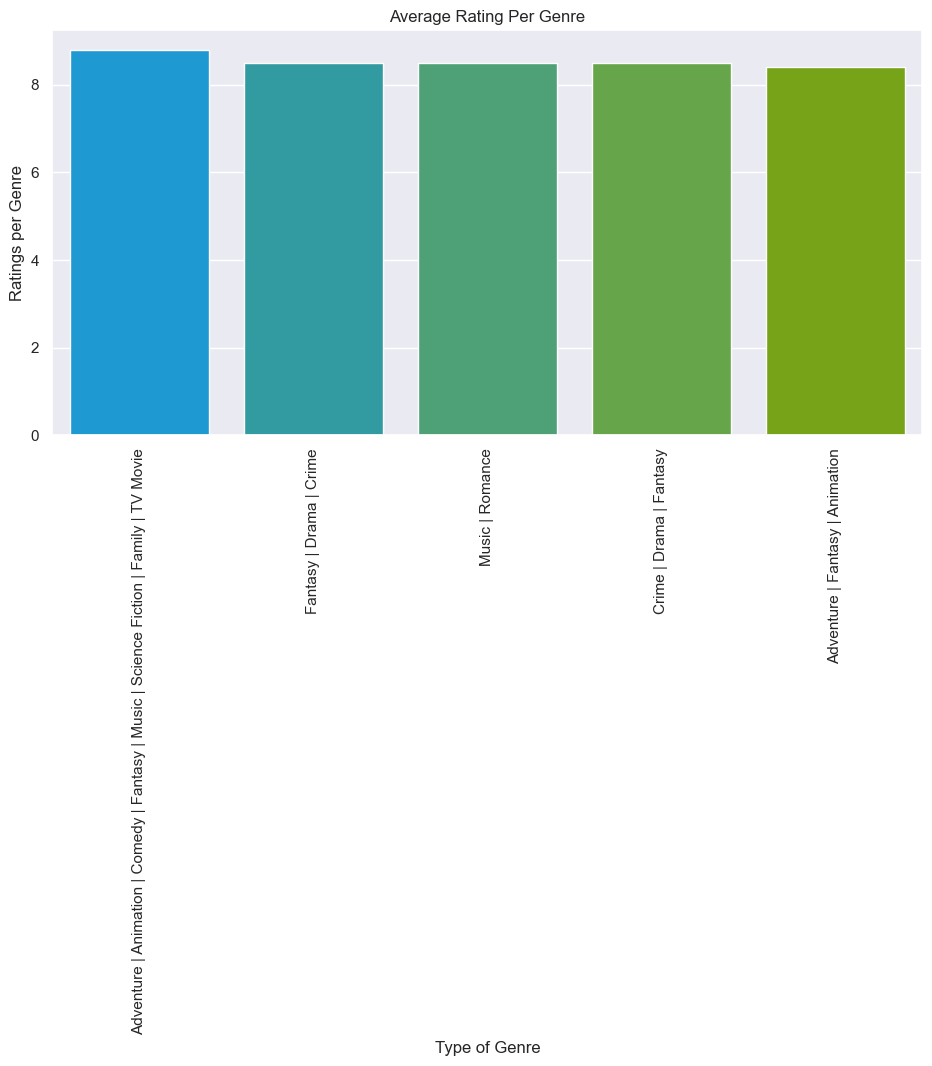 Average Rating Per Genre
Ratings per Genre
8
6
4
2
0
Adventure | Animation | Comedy | Fantasy | Music | Science Fiction | Family | TV Movie
Fantasy | Drama | Crime
Music | Romance
Crime | Drama | Fantasy
Adventure | Fantasy | Animation
Type of Genre